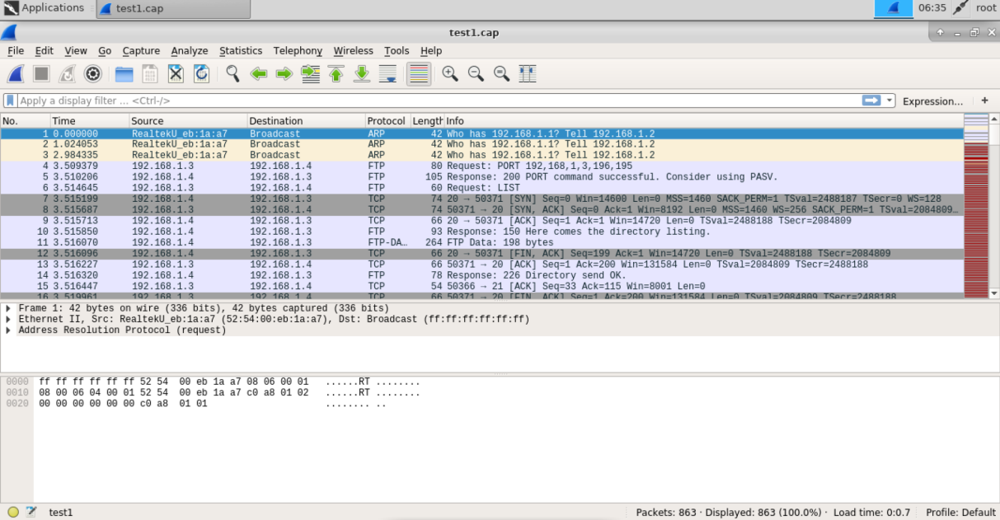 Applications test1.cap 06:35 root
test1.cap
File Edit View Go Capture Analyze Statistics Telephony Wireless Tools Help
Apply a display filter ... <Ctrl-/> Expression... +
No. Time Source Destination Protocol Length Info
1 0.000000 RealtekU_eb:1a:a7 Broadcast ARP 42 Who has 192.168.1.1? Tell 192.168.1.2
2 1.024053 RealtekU_eb:1a:a7 Broadcast ARP 42 Who has 192.168.1.1? Tell 192.168.1.2
3 2.984335 RealtekU_eb:1a:a7 Broadcast ARP 42 Who has 192.168.1.1? Tell 192.168.1.2
4 3.509379 192.168.1.3 192.168.1.4 FTP 80 Request: PORT 192,168,1,3,196,195
5 3.510206 192.168.1.4 192.168.1.3 FTP 105 Response: 200 PORT command successful. Consider using PASV.
6 3.514645 192.168.1.3 192.168.1.4 FTP 60 Request: LIST
7 3.515199 192.168.1.4 192.168.1.3 TCP 74 20 → 50371 [SYN] Seq=0 Win=14600 Len=0 MSS=1460 SACK_PERM=1 TSval=2488187 TSecr=0 WS=128
8 3.515687 192.168.1.3 192.168.1.4 TCP 74 50371 → 20 [SYN, ACK] Seq=0 Ack=1 Win=8192 Len=0 MSS=1460 WS=256 SACK_PERM=1 TSval=2084809…
9 3.515713 192.168.1.4 192.168.1.3 TCP 66 20 → 50371 [ACK] Seq=1 Ack=1 Win=14720 Len=0 TSval=2488188 TSecr=2084809
10 3.515850 192.168.1.4 192.168.1.3 FTP 93 Response: 150 Here comes the directory listing.
11 3.516070 192.168.1.4 192.168.1.3 FTP-DA… 264 FTP Data: 198 bytes
12 3.516096 192.168.1.4 192.168.1.3 TCP 66 20 → 50371 [FIN, ACK] Seq=199 Ack=1 Win=14720 Len=0 TSval=2488188 TSecr=2084809
13 3.516227 192.168.1.3 192.168.1.4 TCP 66 50371 → 20 [ACK] Seq=1 Ack=200 Win=131584 Len=0 TSval=2084809 TSecr=2488188
14 3.516320 192.168.1.4 192.168.1.3 FTP 78 Response: 226 Directory send OK.
15 3.516447 192.168.1.3 192.168.1.4 TCP 54 50366 → 21 [ACK] Seq=33 Ack=115 Win=8001 Len=0
16 3.519961 192.168.1.3 192.168.1.4 TCP 66 50371 → 20 [FIN, ACK] Seq=1 Ack=200 Win=131584 Len=0 TSval=2084809 TSecr=2488188
Frame 1: 42 bytes on wire (336 bits), 42 bytes captured (336 bits)
Ethernet II, Src: RealtekU_eb:1a:a7 (52:54:00:eb:1a:a7), Dst: Broadcast (ff:ff:ff:ff:ff:ff)
Address Resolution Protocol (request)
0000 ff ff ff ff ff ff 52 54 00 eb 1a a7 08 06 00 01 ......RT ........
0010 08 00 06 04 00 01 52 54 00 eb 1a a7 c0 a8 01 02 ......RT ........
0020 00 00 00 00 00 00 c0 a8 01 01 ........ ..
test1 Packets: 863 · Displayed: 863 (100.0%) · Load time: 0:0.7 Profile: Default